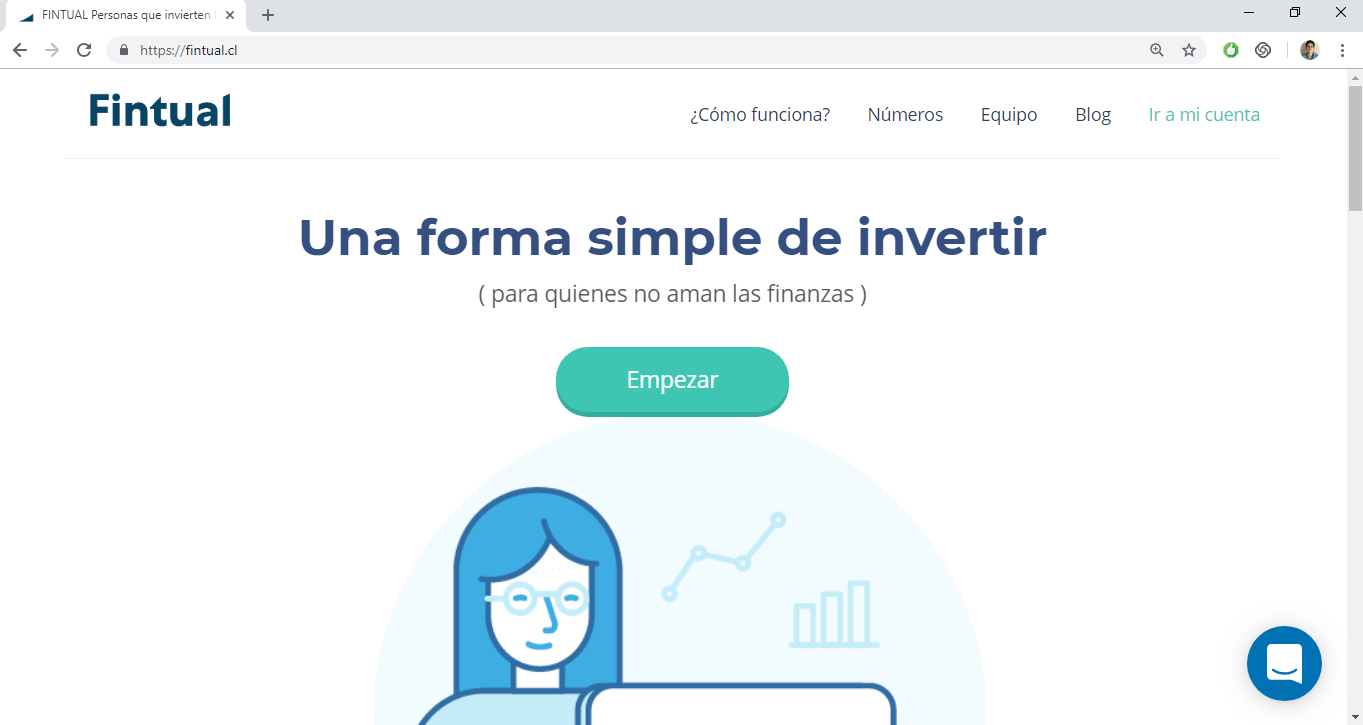 FINTUAL Personas que invierten
https://fintual.cl
Fintual
¿Cómo funciona? Números Equipo Blog Ir a mi cuenta
Una forma simple de invertir
( para quienes no aman las finanzas )
Empezar